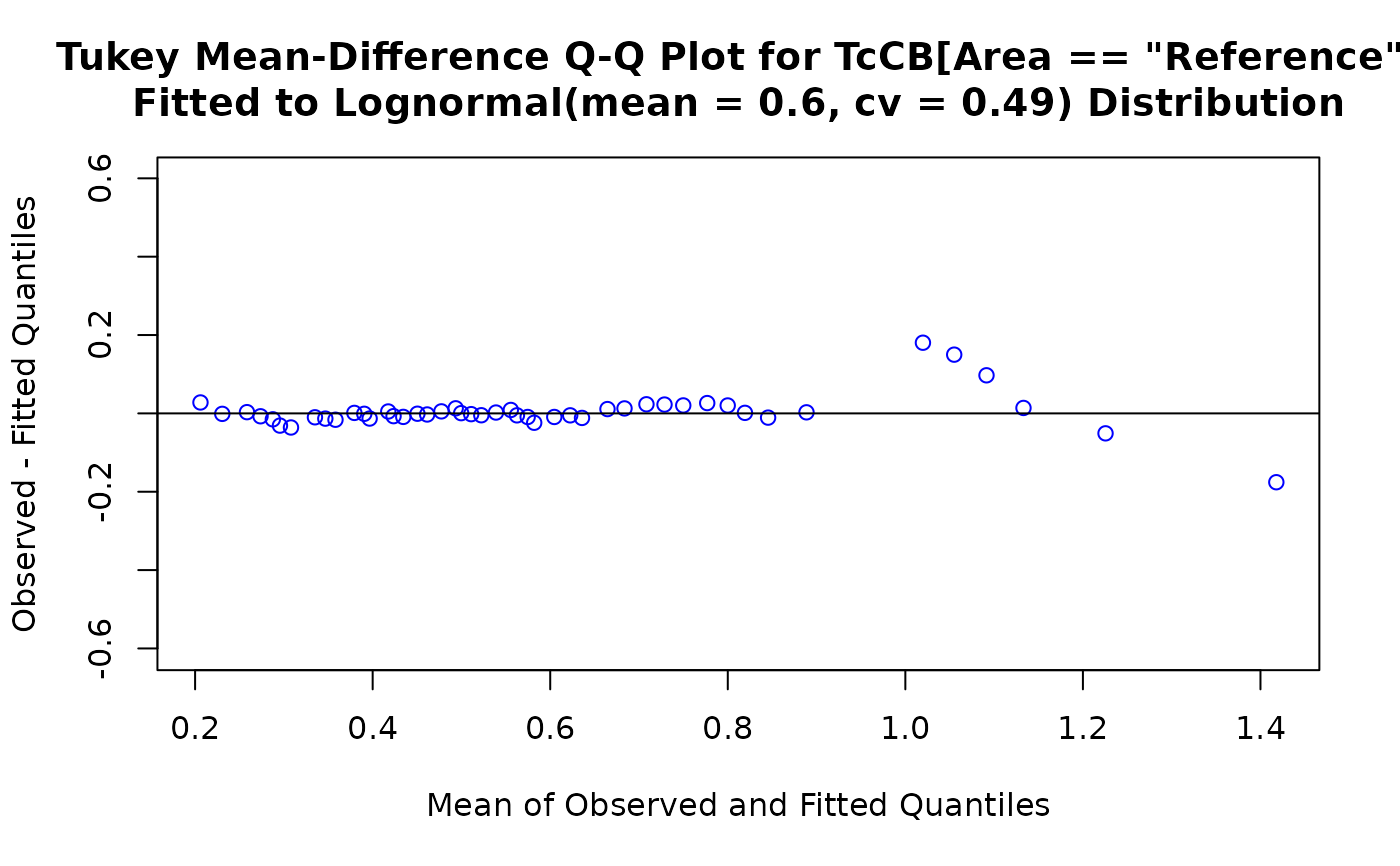 Tukey Mean-Difference Q-Q Plot for TcCB[Area == "Reference"
Fitted to Lognormal(mean = 0.6, cv = 0.49) Distribution
Observed - Fitted Quantiles
0.6
0.2
-0.2
-0.6
0.2 0.4 0.6 0.8 1.0 1.2 1.4
Mean of Observed and Fitted Quantiles